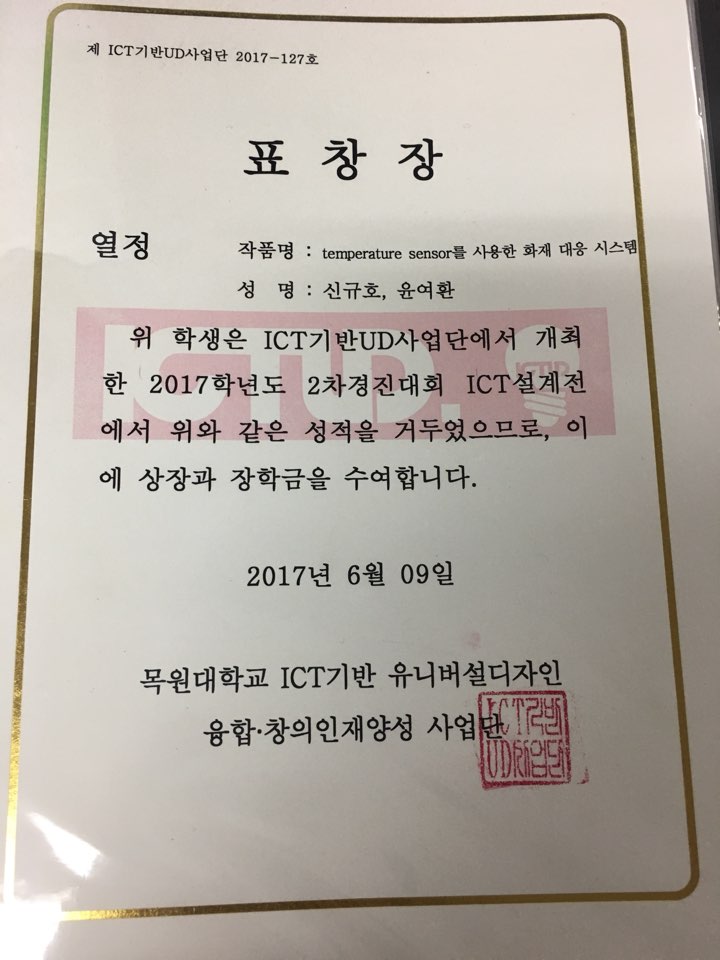 제 ICT기반UD사업단 2017-127호
표 창 장
열정
작품명 : temperature sensor를 사용한 화재 대응 시스템
성 명 : 신규호, 윤여환
위 학생은 ICT기반UD사업단에서 개최
한 2017학년도 2차경진대회 ICT설계전
에서 위와 같은 성적을 거두었으므로, 이
에 상장과 장학금을 수여합니다.
2017년 6월 09일
목원대학교 ICT기반 유니버설디자인
융합·창의인재양성 사업단
ICT기반
UD사업단
ICTUD.